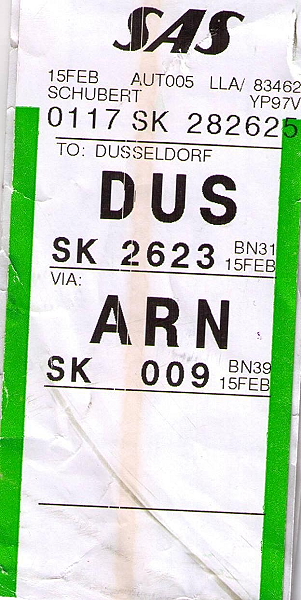 SAS
15FEB AUT005 LLA/ 83462
SCHUBERT YP97V
0117 SK 282625
TO: DUSSELDORF
DUS
SK 2623 BN31
15FEB
VIA:
ARN
SK 009 BN39
15FEB